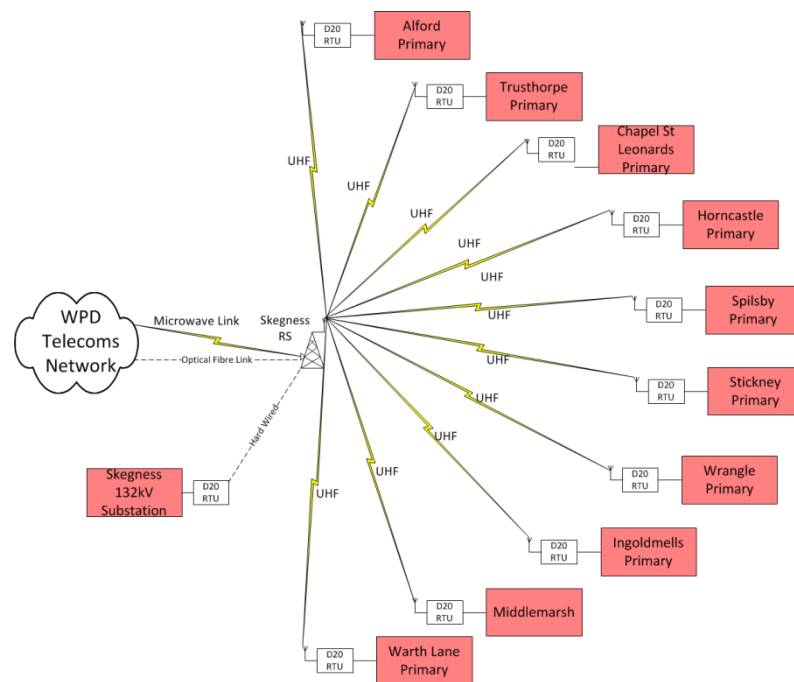 D20
RTU
Alford
Primary
D20
RTU
Trusthorpe
Primary
D20
RTU
Chapel St
Leonards
Primary
UHF
UHF
UHF
D20
RTU
Horncastle
Primary
UHF
UHF
D20
RTU
Spilsby
Primary
UHF
WPD
Telecoms
Network
Microwave Link
Skegness
RS
Optical Fibre Link
Hard Wired
UHF
D20
RTU
Stickney
Primary
UHF
D20
RTU
Wrangle
Primary
UHF
UHF
UHF
Skegness
132kV
Substation
D20
RTU
D20
RTU
Ingoldmells
Primary
D20
RTU
Middlemarsh
D20
RTU
Warth Lane
Primary